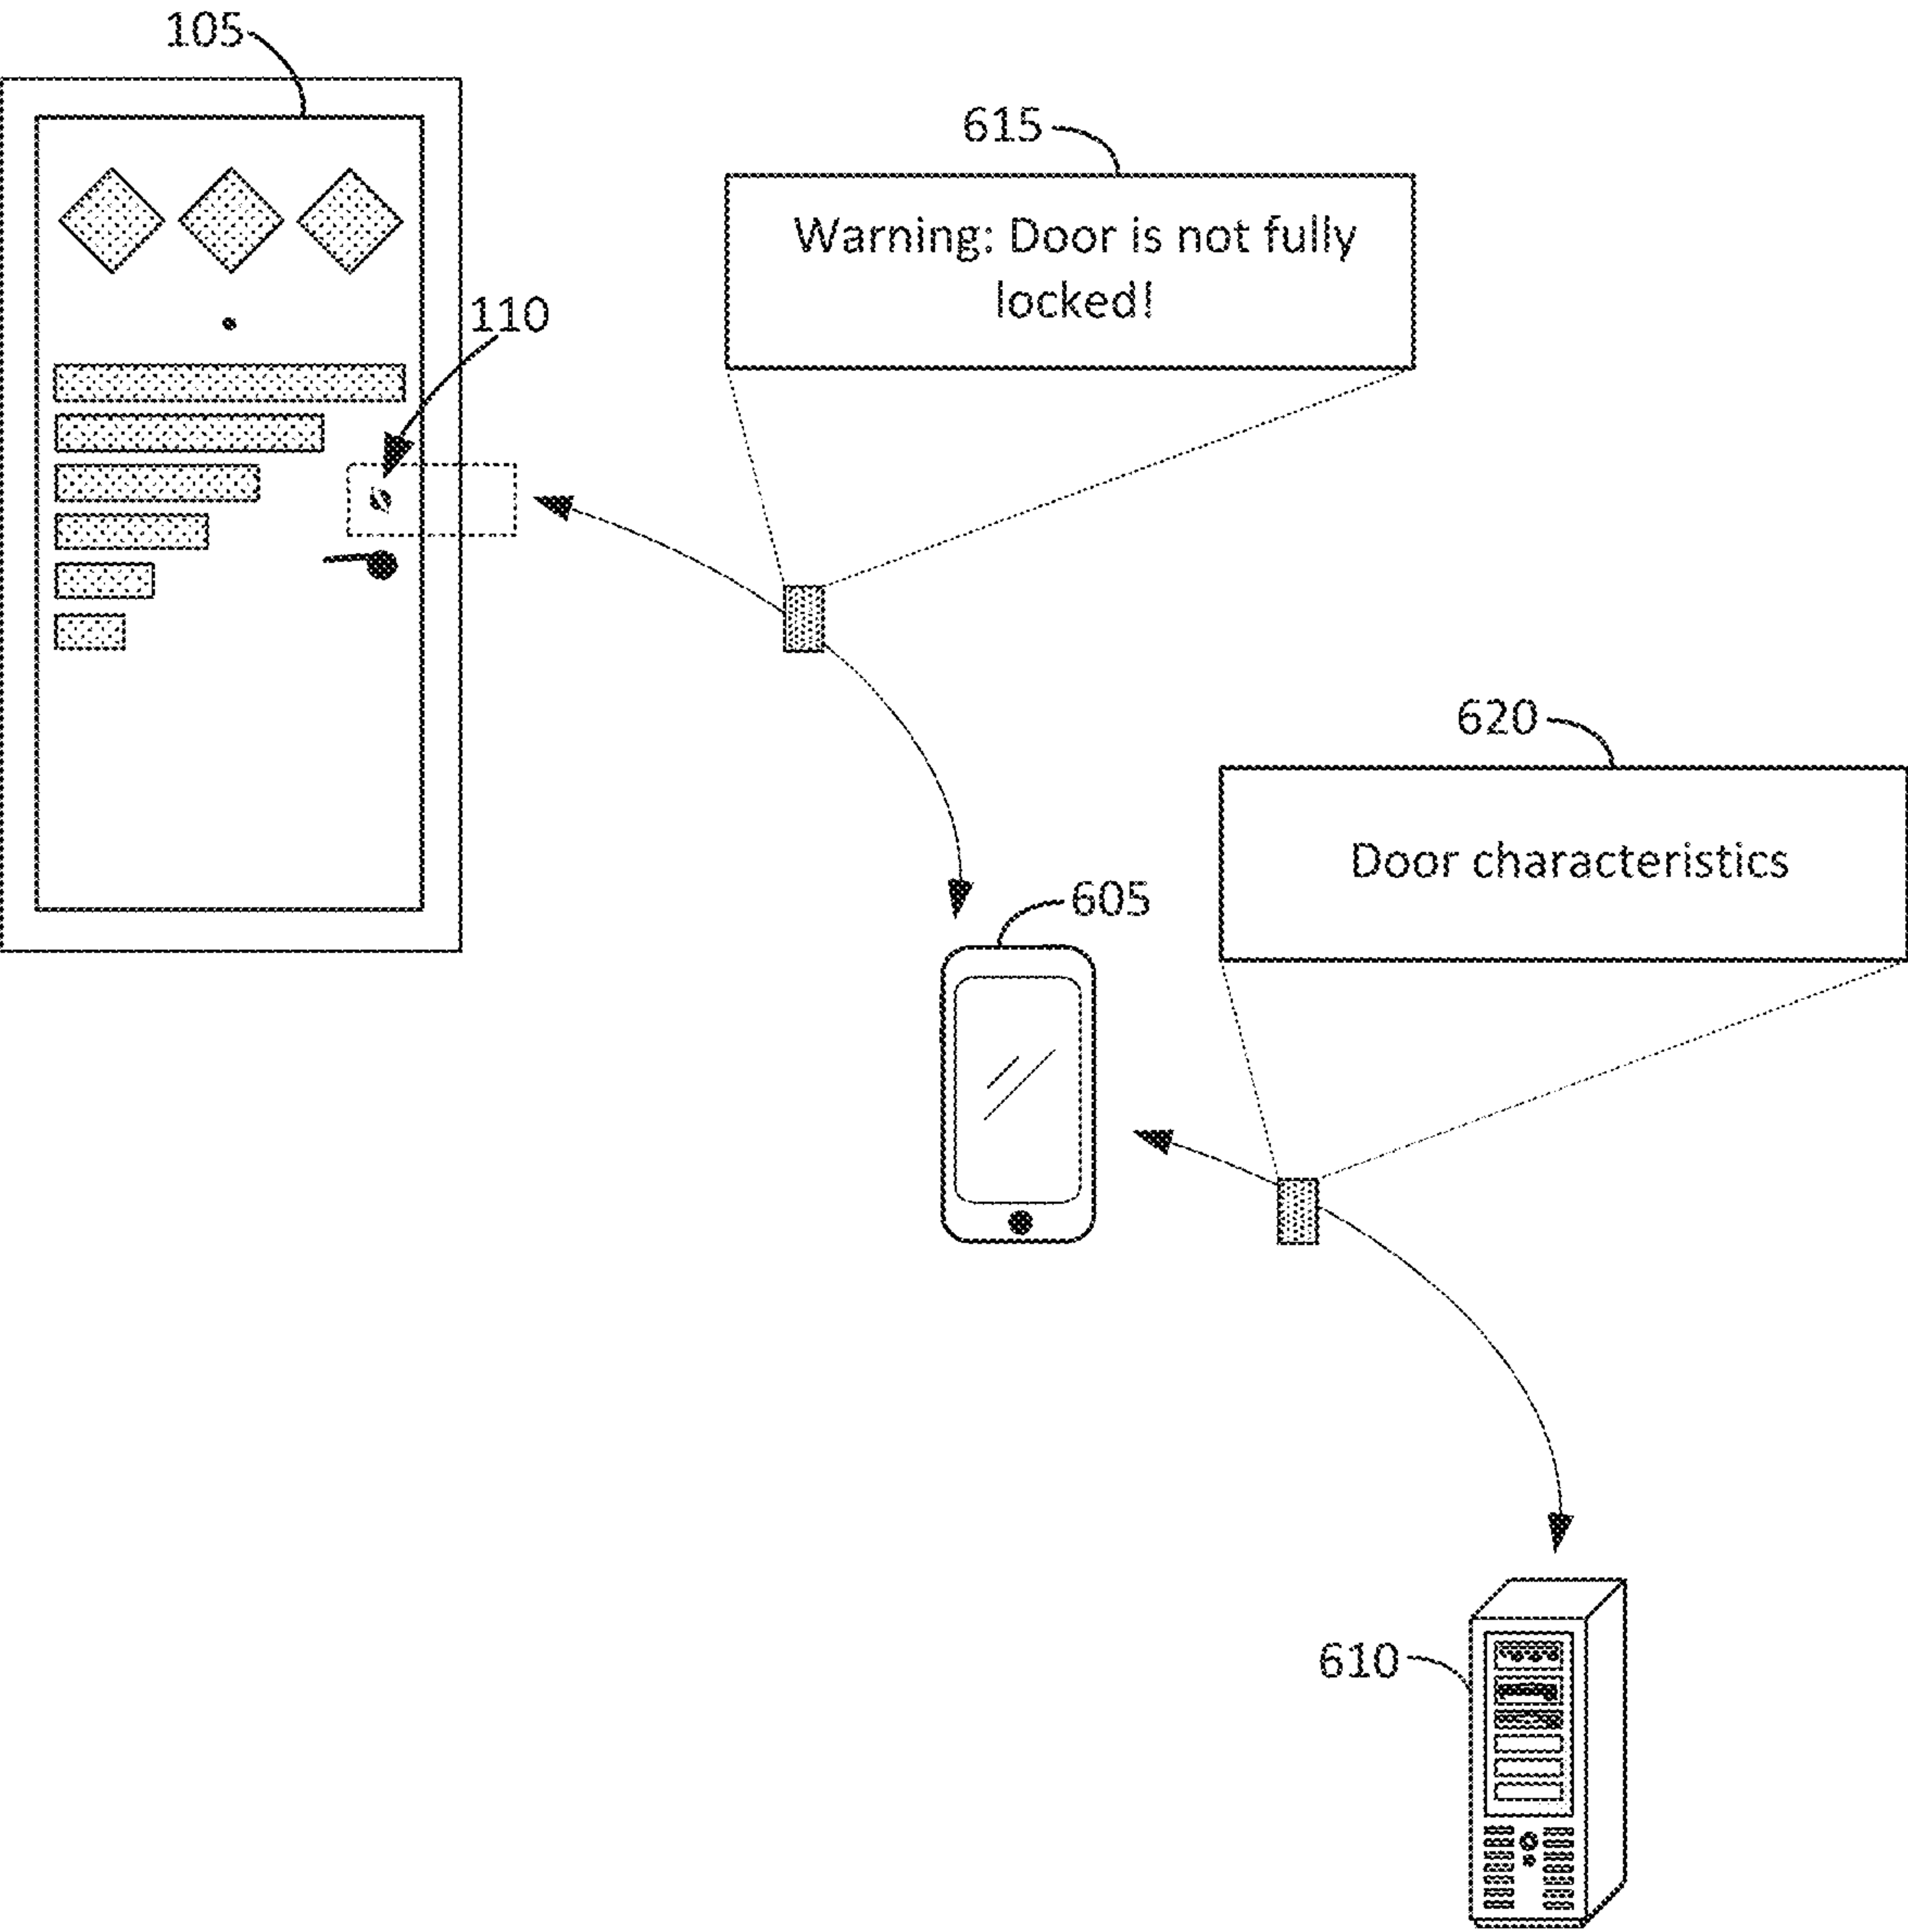 105
615
Warning: Door is not fully
locked!
110
620
Door characteristics
605
610